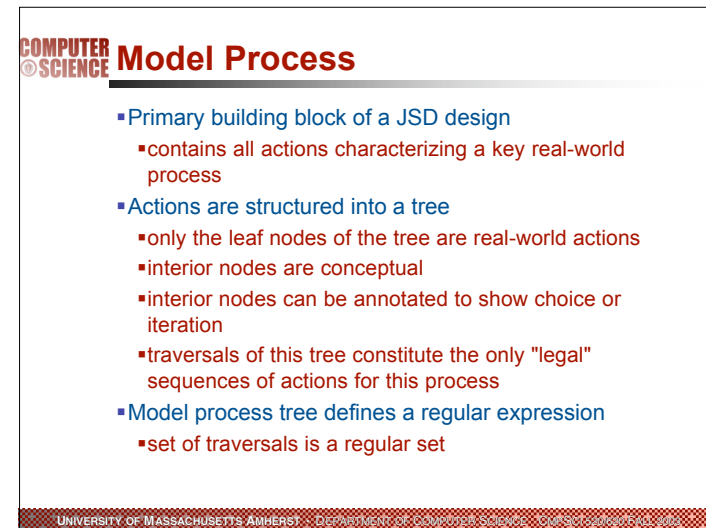 COMPUTER
SCIENCE
Model Process
▪Primary building block of a JSD design
▪contains all actions characterizing a key real-world
process
▪Actions are structured into a tree
▪only the leaf nodes of the tree are real-world actions
▪interior nodes are conceptual
▪interior nodes can be annotated to show choice or
iteration
▪traversals of this tree constitute the only "legal"
sequences of actions for this process
▪Model process tree defines a regular expression
▪set of traversals is a regular set
UNIVERSITY OF MASSACHUSETTS AMHERST · DEPARTMENT OF COMPUTER SCIENCE · CMPSCI 520/620 FALL